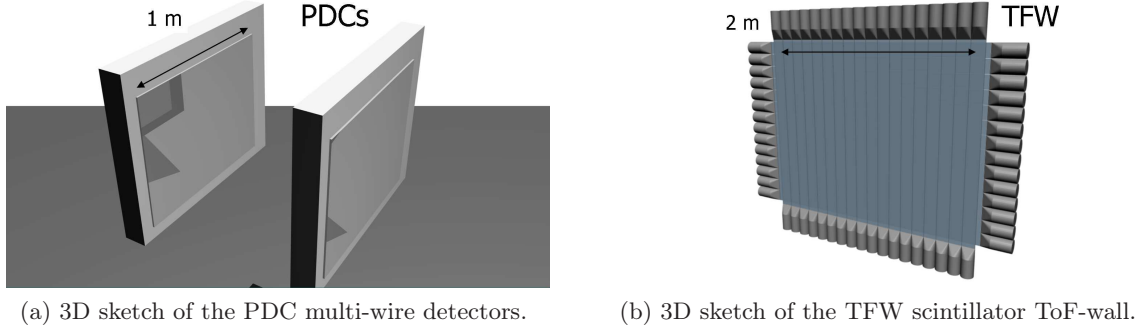 1 m
PDCs
2 m
TFW
(a) 3D sketch of the PDC multi-wire detectors.
(b) 3D sketch of the TFW scintillator ToF-wall.